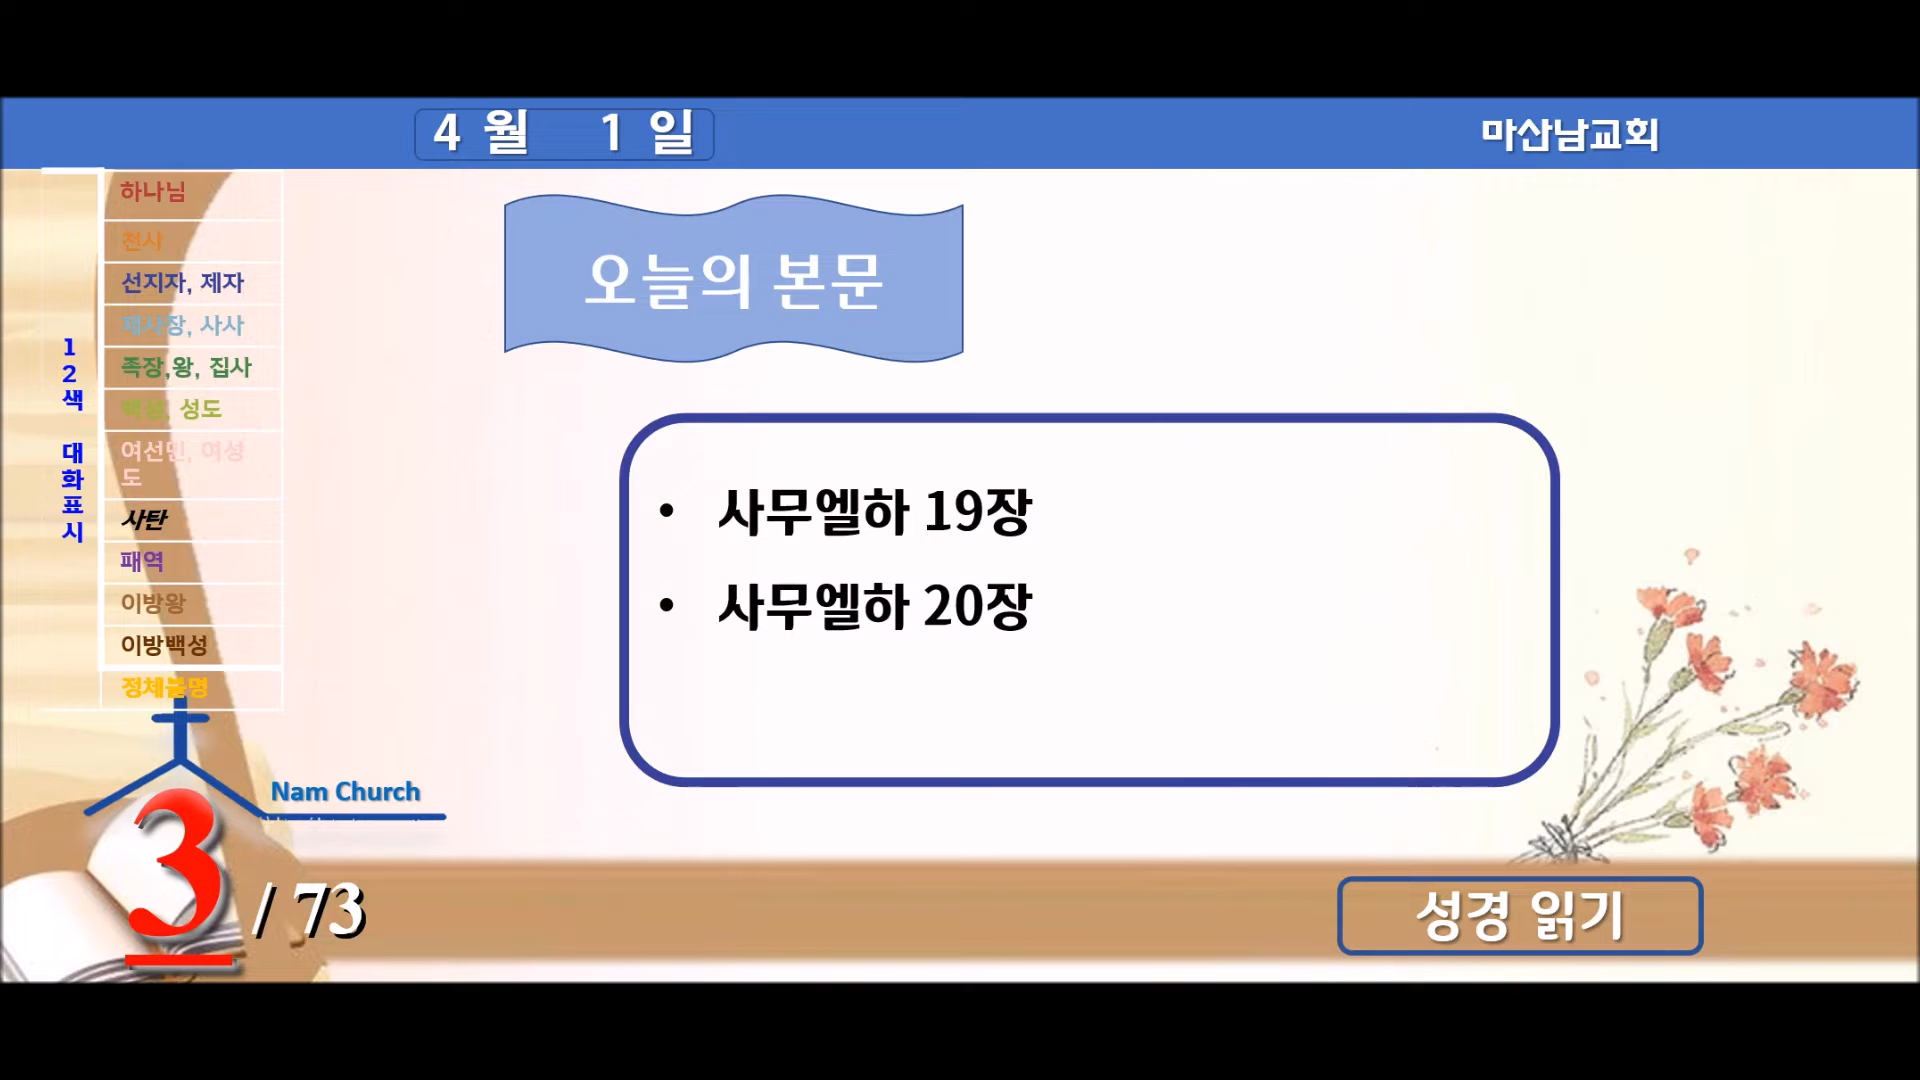 4 월 1 일
마산남교회
12색 대화표시
하나님
천사
선지자, 제자
제사장, 사사
족장,왕, 집사
백성, 성도
여선민, 여성
도
사탄
패역
이방왕
이방백성
정체불명
오늘의 본문
• 사무엘하 19장
• 사무엘하 20장
Nam Church
3 / 73
성경 읽기